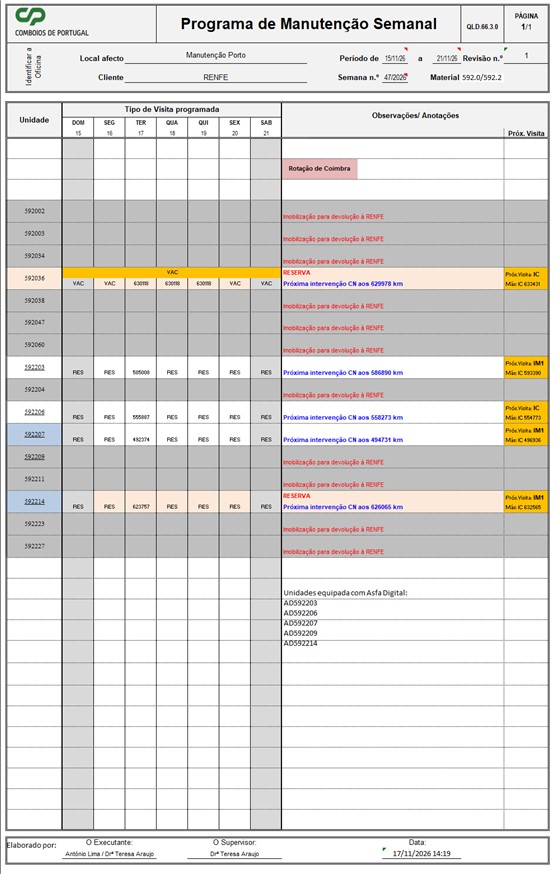 CP
COMBOIOS DE PORTUGAL
Programa de Manutenção Semanal
QLD.66.3.0
PÁGINA
1/1
Identificar a Oficina
Local afecto Manutenção Porto
Período de 15/11/26 a 21/11/26 Revisão n.º 1
Cliente RENFE
Semana n.º 47/2026 Material 592.0/592.2
Unidade
Tipo de Visita programada
Observações/ Anotações
Próx. Visita
DOM SEG TER QUA QUI SEX SAB
15 16 17 18 19 20 21
Rotação de Coimbra
592002 Imobilização para devolução à RENFE
592003 Imobilização para devolução à RENFE
592034 Imobilização para devolução à RENFE
592036 VAC RESERVA Próx.Visita: IC
VAC VAC 630118 630118 630118 VAC VAC Próxima intervenção CN aos 629978 km Máx: IC 633431
592038 Imobilização para devolução à RENFE
592047 Imobilização para devolução à RENFE
592060 Imobilização para devolução à RENFE
592203 Próx.Visita: IM1
RES RES 585008 RES RES RES RES Próxima intervenção CN aos 586890 km Máx: IC 593390
592204 Imobilização para devolução à RENFE
592206 Próx.Visita: IC
RES RES 555887 RES RES RES RES Próxima intervenção CN aos 558273 km Máx: IC 554773
592207 Próx.Visita: IM1
RES RES 492374 RES RES RES RES Próxima intervenção CN aos 494731 km Máx: IC 496936
592209 Imobilização para devolução à RENFE
592211 Imobilização para devolução à RENFE
592214 RESERVA Próx.Visita: IM1
RES RES 623757 RES RES RES RES Próxima intervenção CN aos 626065 km Máx: IC 632565
592223 Imobilização para devolução à RENFE
592227 Imobilização para devolução à RENFE
Unidades equipada com Asfa Digital:
AD592203
AD592206
AD592207
AD592209
AD592214
Elaborado por:
O Executante: O Supervisor: Data:
António Lima / Drª Teresa Araujo Drª Teresa Araujo 17/11/2026 14:19